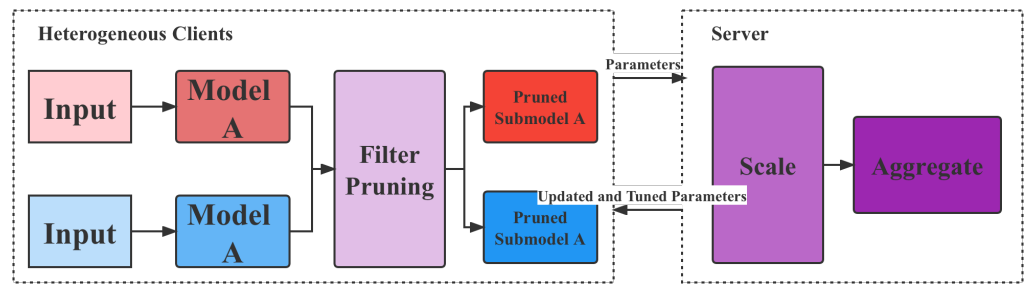 Heterogeneous Clients
Server
Input
Model
A
Filter
Pruning
Pruned
Submodel A
Parameters
Scale
Aggregate
Input
Model
A
Updated and Tuned Parameters
Pruned
Submodel A